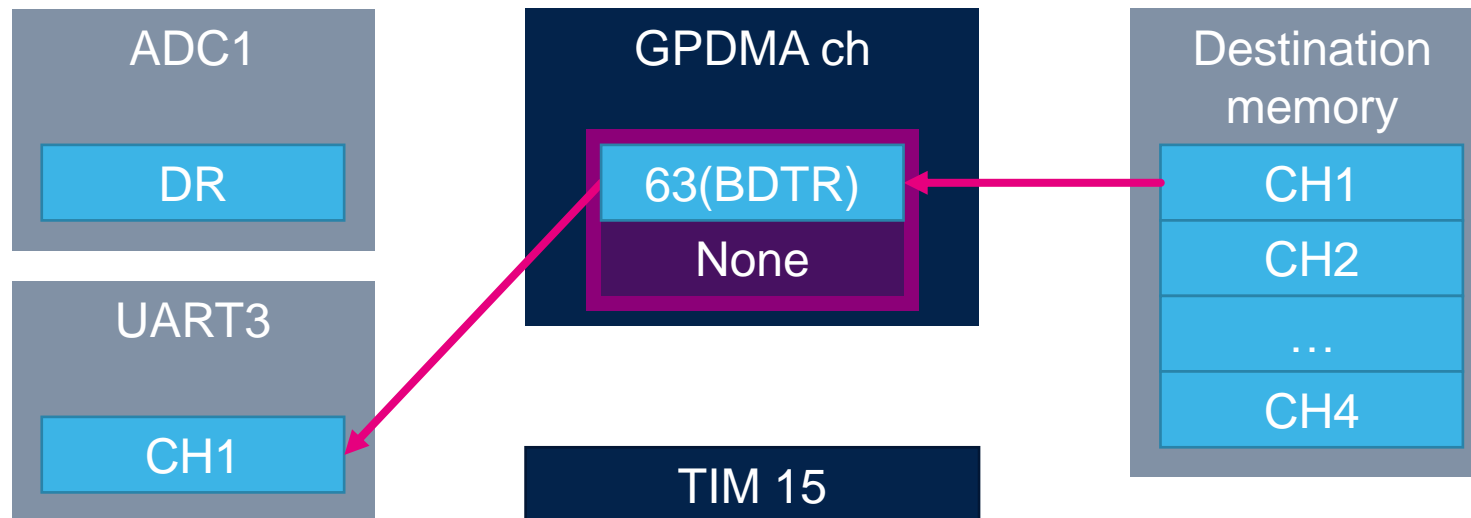 ADC1
DR
UART3
CH1
GPDMA ch
63(BDTR)
None
TIM 15
Destination
memory
CH1
CH2
…
CH4